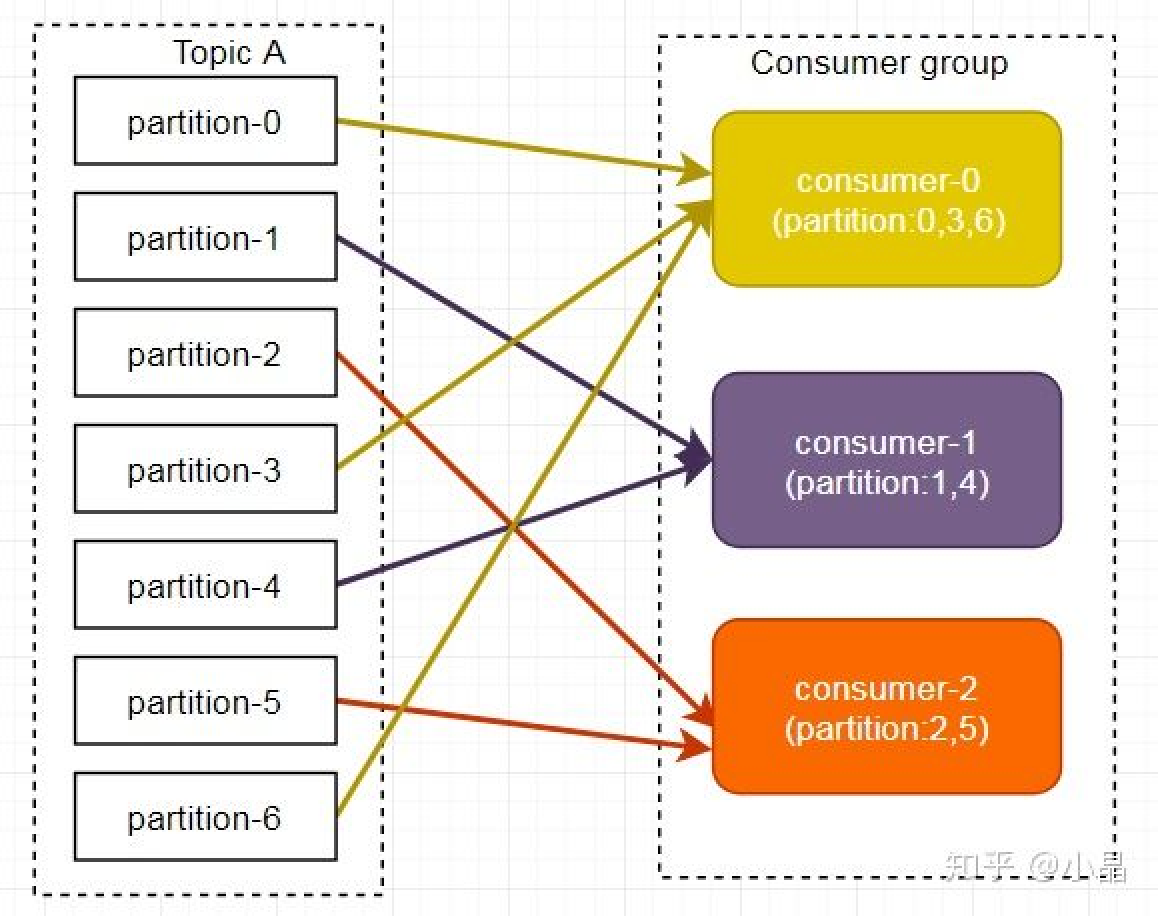 Topic A
partition-0
partition-1
partition-2
partition-3
partition-4
partition-5
partition-6
Consumer group
consumer-0
(partition:0,3,6)
consumer-1
(partition:1,4)
consumer-2
(partition:2,5)
知乎 @小晶